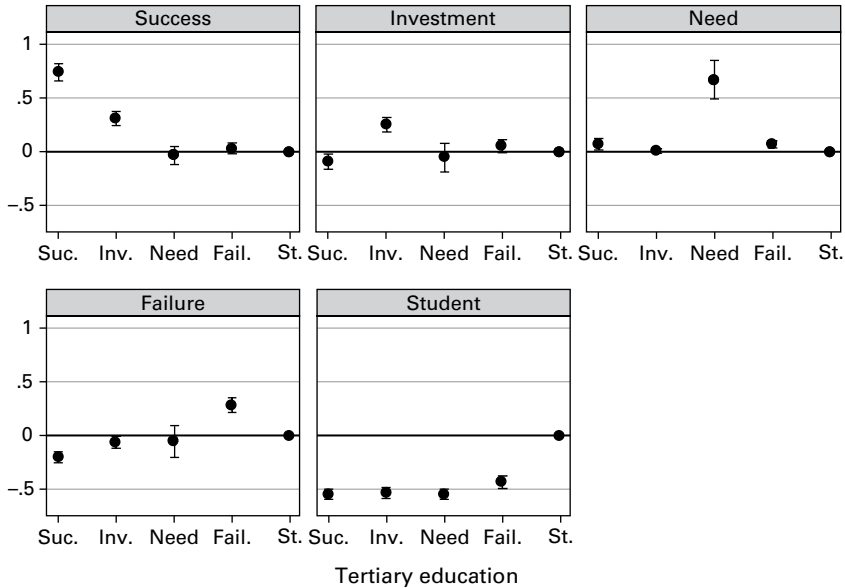 Success Investment Need
1
.5
0
−.5
Suc. Inv. Need Fail. St. Suc. Inv. Need Fail. St. Suc. Inv. Need Fail. St.
Failure Student
1
.5
0
−.5
Suc. Inv. Need Fail. St. Suc. Inv. Need Fail. St.
Tertiary education